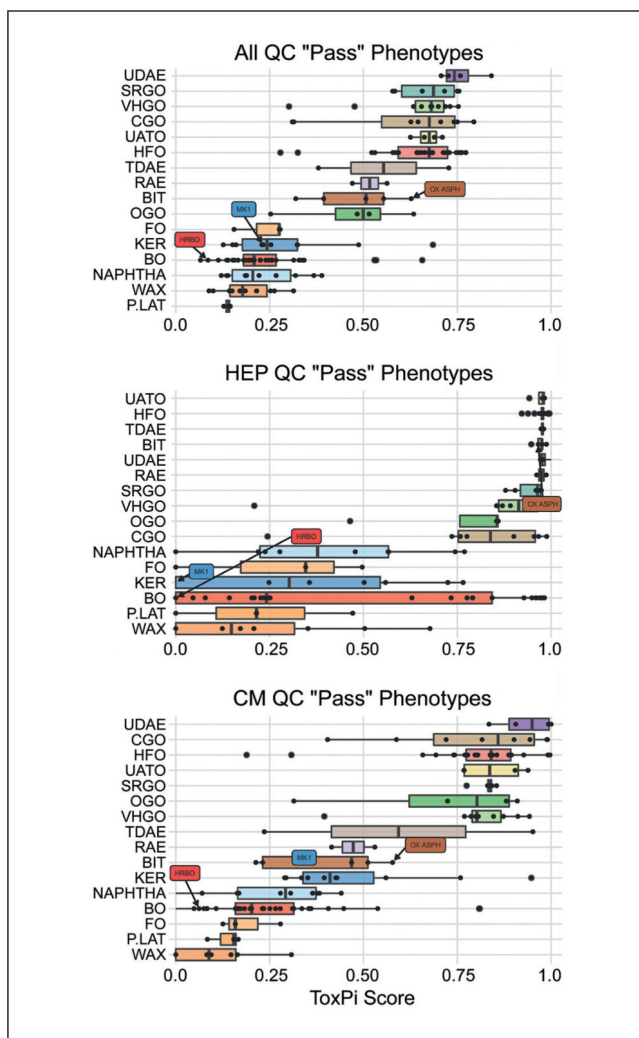 All QC "Pass" Phenotypes
UDAE
SRGO
VHGO
CGO
UATO
HFO
TDAE
RAE
BIT
OX ASPH
OGO
MK1
FO
HRBO
KER
BO
NAPHTHA
WAX
P.LAT
0.0 0.25 0.50 0.75 1.0
HEP QC "Pass" Phenotypes
UATO
HFO
TDAE
BIT
UDAE
RAE
SRGO
VHGO
OX ASPH
OGO
CGO
HRBO
NAPHTHA
FO
MK1
KER
BO
P.LAT
WAX
0.0 0.25 0.50 0.75 1.0
CM QC "Pass" Phenotypes
UDAE
CGO
HFO
UATO
SRGO
OGO
VHGO
TDAE
RAE
OX ASPH
BIT
MK1
KER
HRBO
NAPHTHA
BO
FO
P.LAT
WAX
0.0 0.25 0.50 0.75 1.0
ToxPi Score